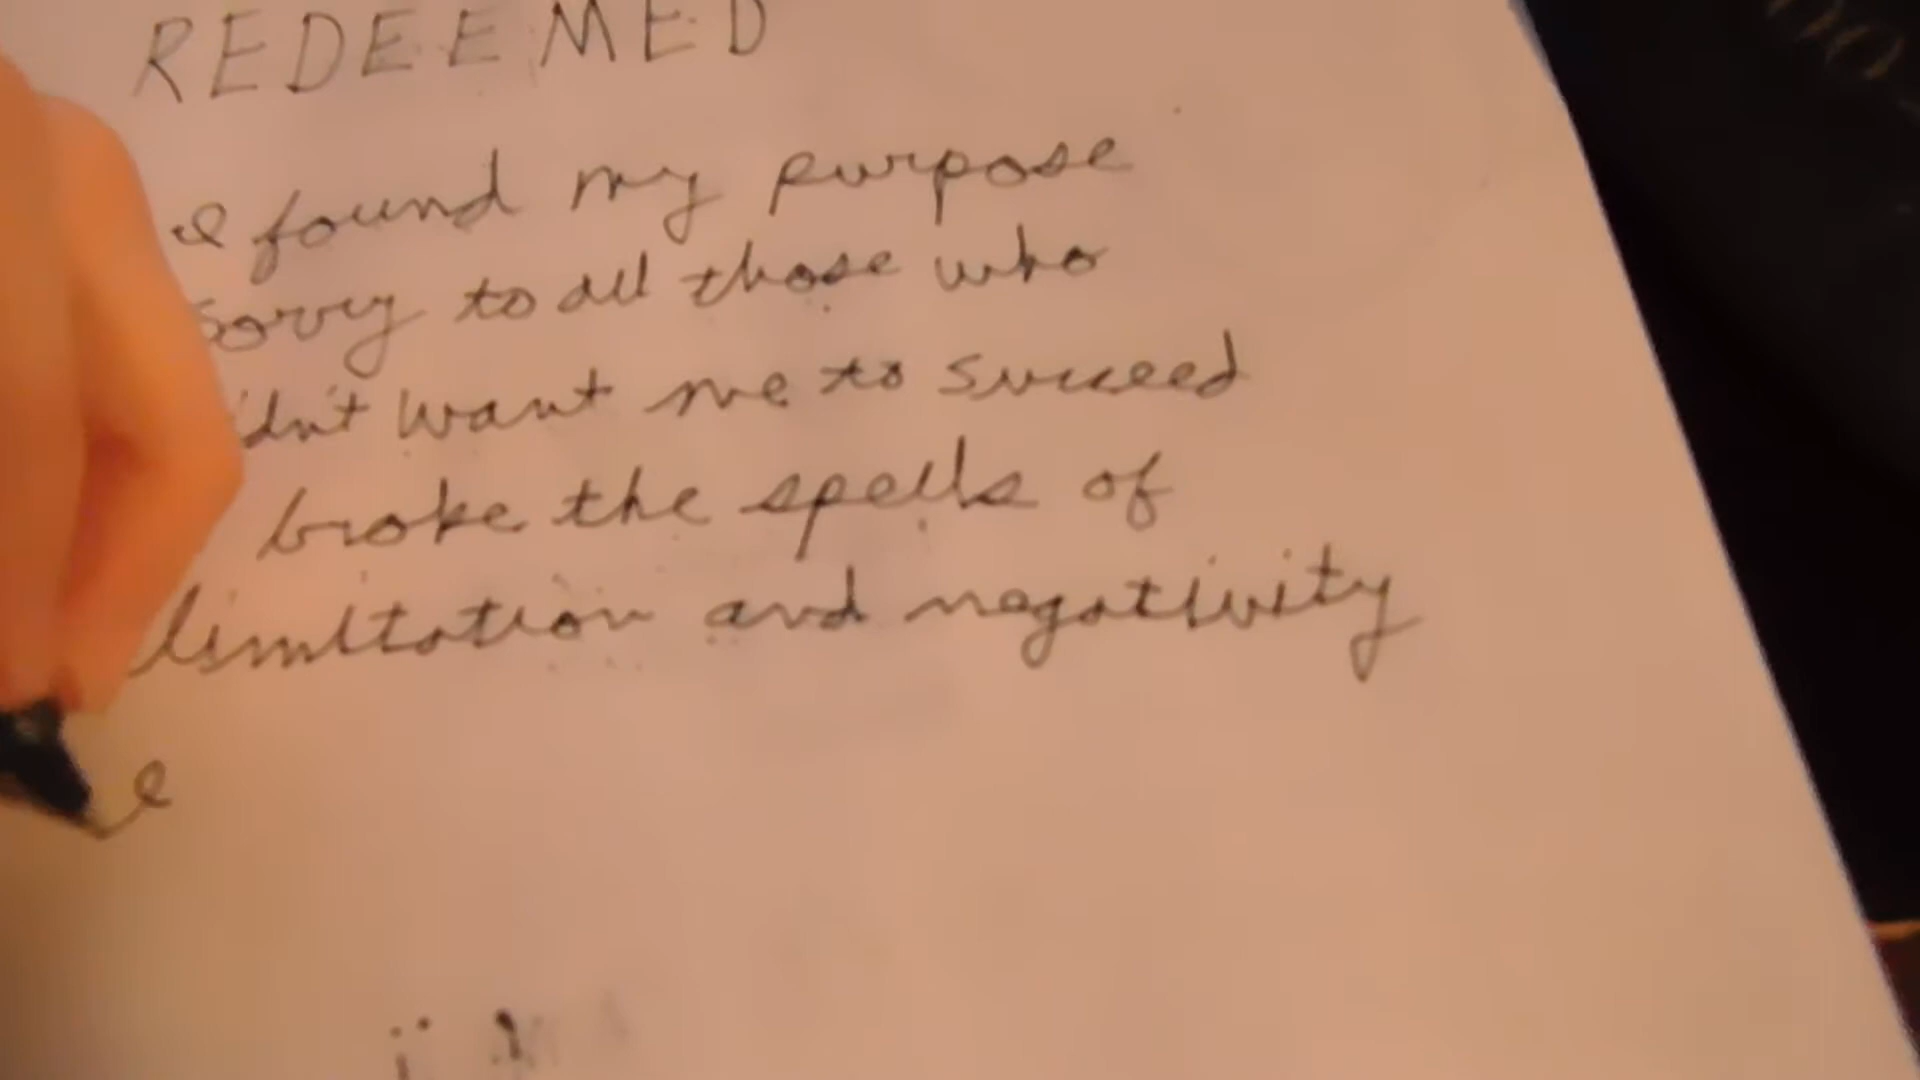 REDEEMED
I found my purpose
Sorry to all those who
idn't want me to succeed
broke the spells of
limitation and negativity